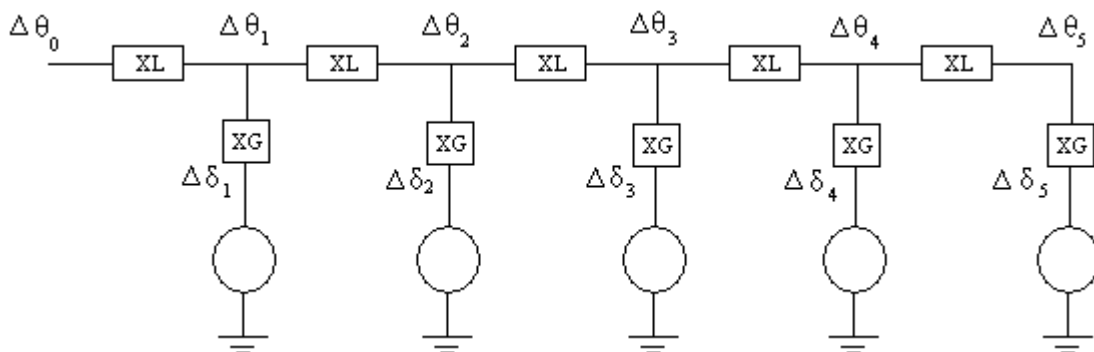 Δθ₀ Δθ₁ Δθ₂ Δθ₃ Δθ₄ Δθ₅
XL XL XL XL XL
XG XG XG XG XG
Δδ₁ Δδ₂ Δδ₃ Δδ₄ Δδ₅